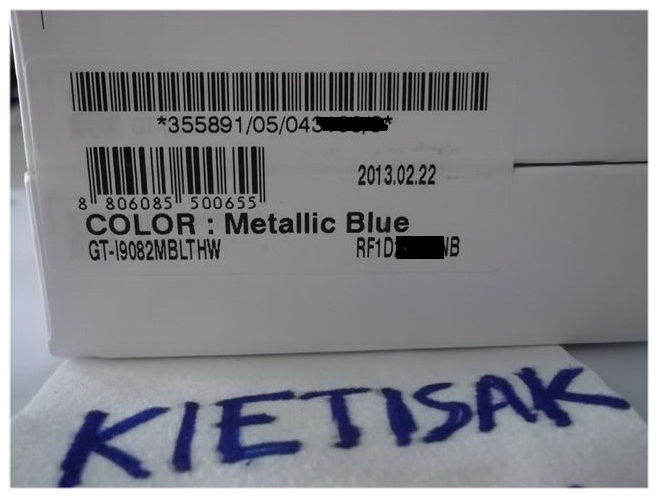 *355891/05/043
2013.02.22
8 806085 500655
COLOR : Metallic Blue
GT-I9082MBLTHW RF1D
KIETISAK